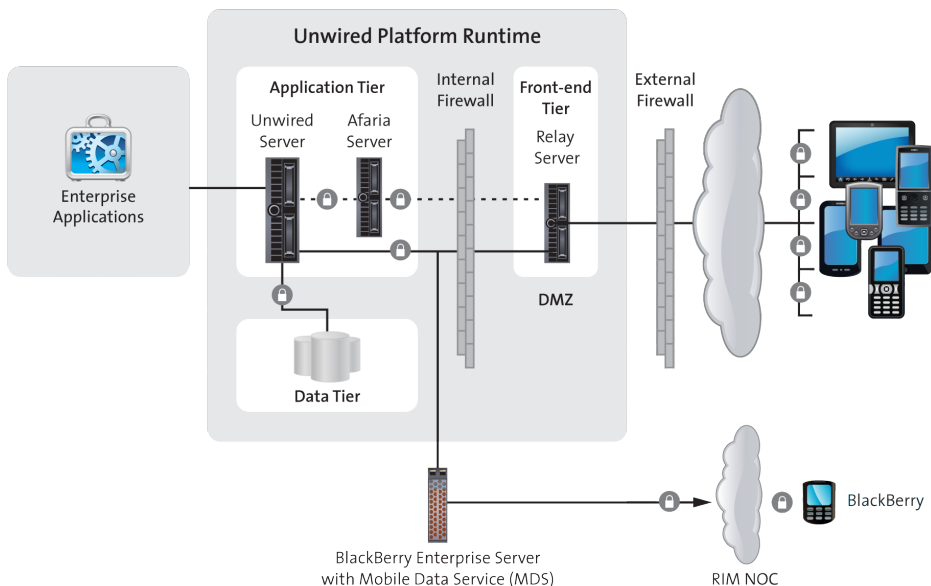 Unwired Platform Runtime
Enterprise
Applications
Application Tier
Unwired
Server
Afaria
Server
Internal
Firewall
Front-end
Tier
Relay
Server
External
Firewall
DMZ
Data Tier
BlackBerry Enterprise Server
with Mobile Data Service (MDS)
RIM NOC
BlackBerry